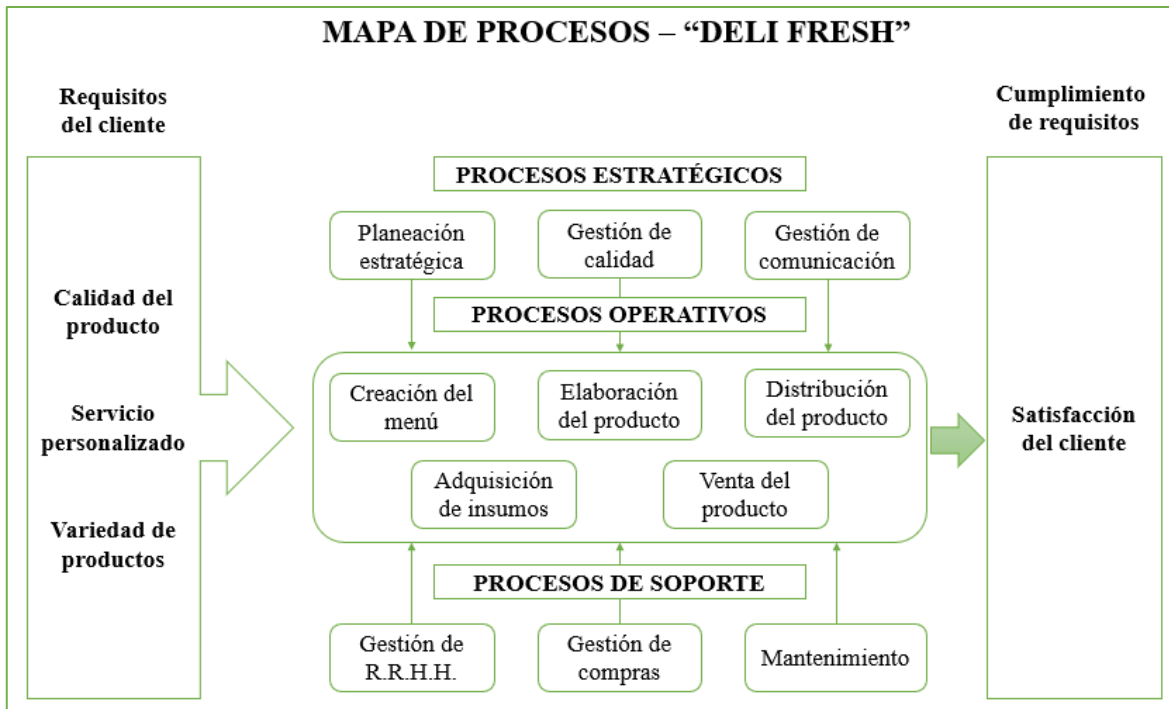 MAPA DE PROCESOS – “DELI FRESH”
Requisitos
del cliente
Cumplimiento
de requisitos
Calidad del
producto
Servicio
personalizado
Variedad de
productos
PROCESOS ESTRATÉGICOS
Planeación
estratégica
Gestión de
calidad
Gestión de
comunicación
PROCESOS OPERATIVOS
Creación del
menú
Elaboración
del producto
Distribución
del producto
Adquisición
de insumos
Venta del
producto
PROCESOS DE SOPORTE
Gestión de
R.R.H.H.
Gestión de
compras
Mantenimiento
Satisfacción
del cliente